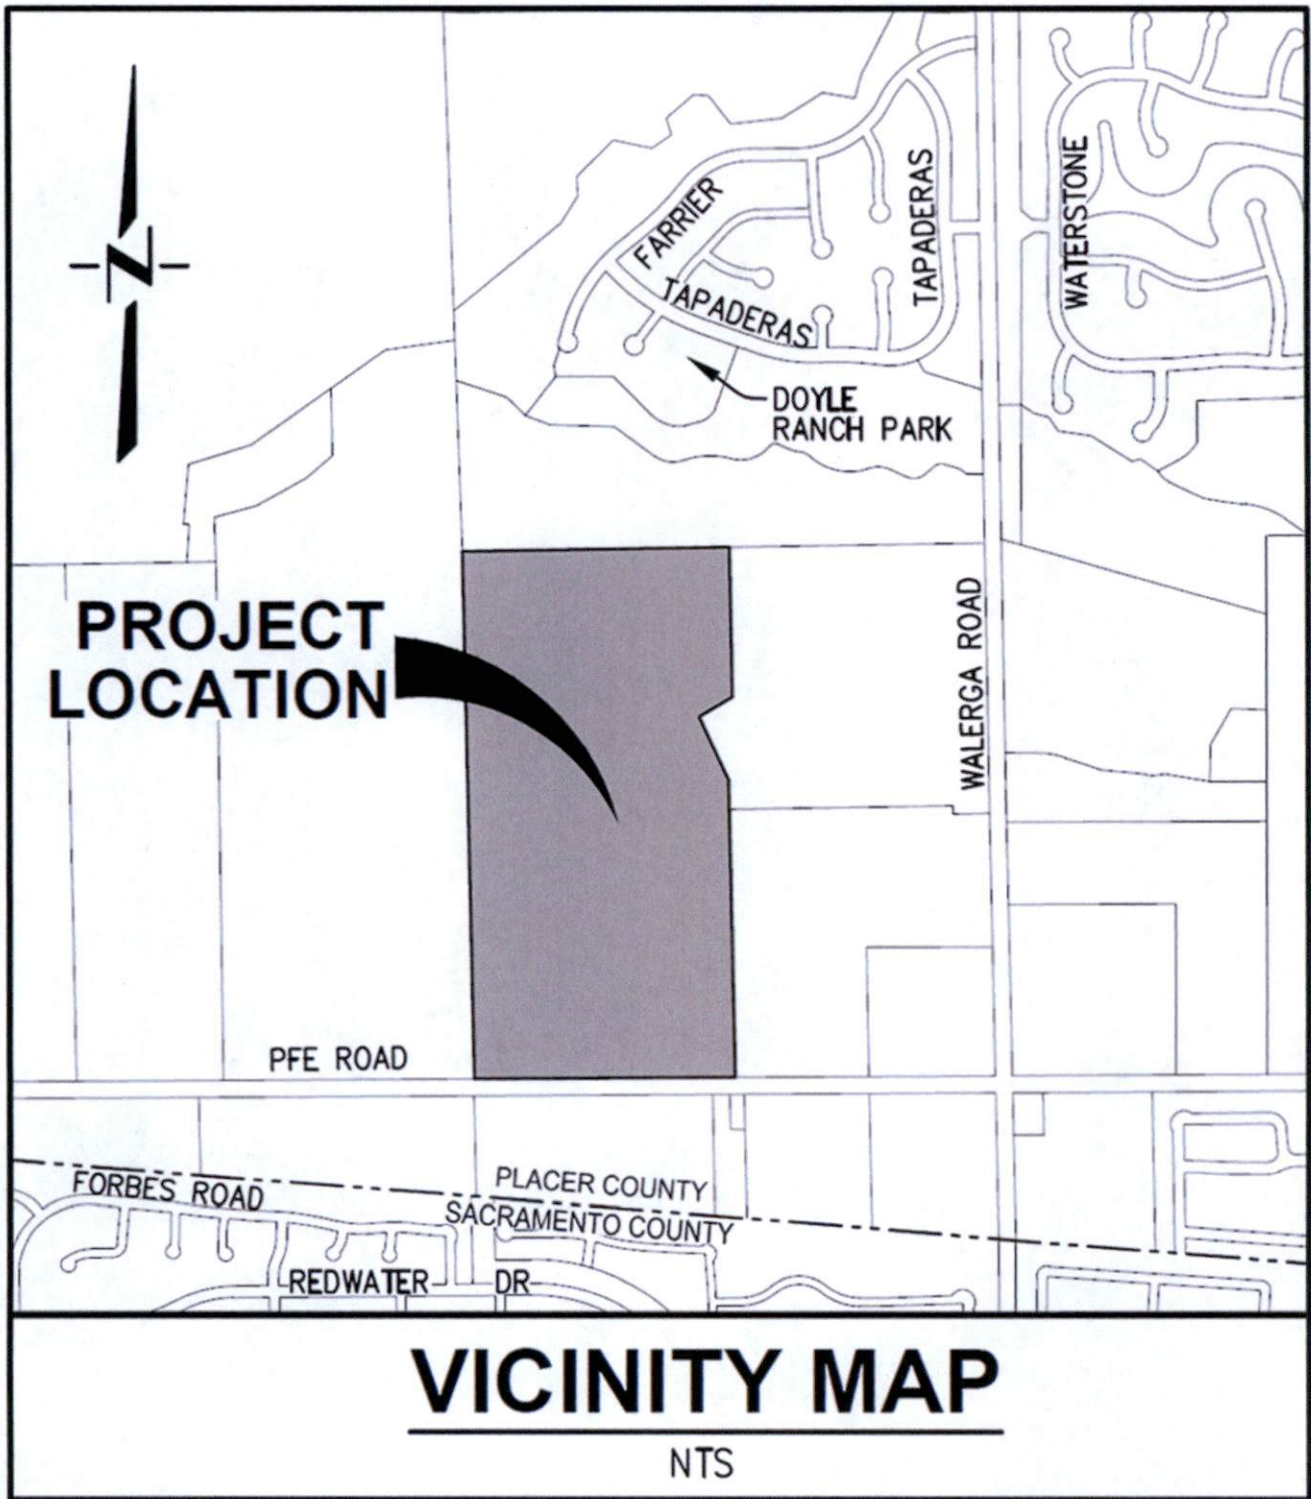 N
FARRIER
TAPADERAS
TAPADERAS
WATERSTONE
DOYLE
RANCH PARK
PROJECT
LOCATION
WALERGA ROAD
PFE ROAD
FORBES ROAD
PLACER COUNTY
SACRAMENTO COUNTY
REDWATER DR
VICINITY MAP
NTS